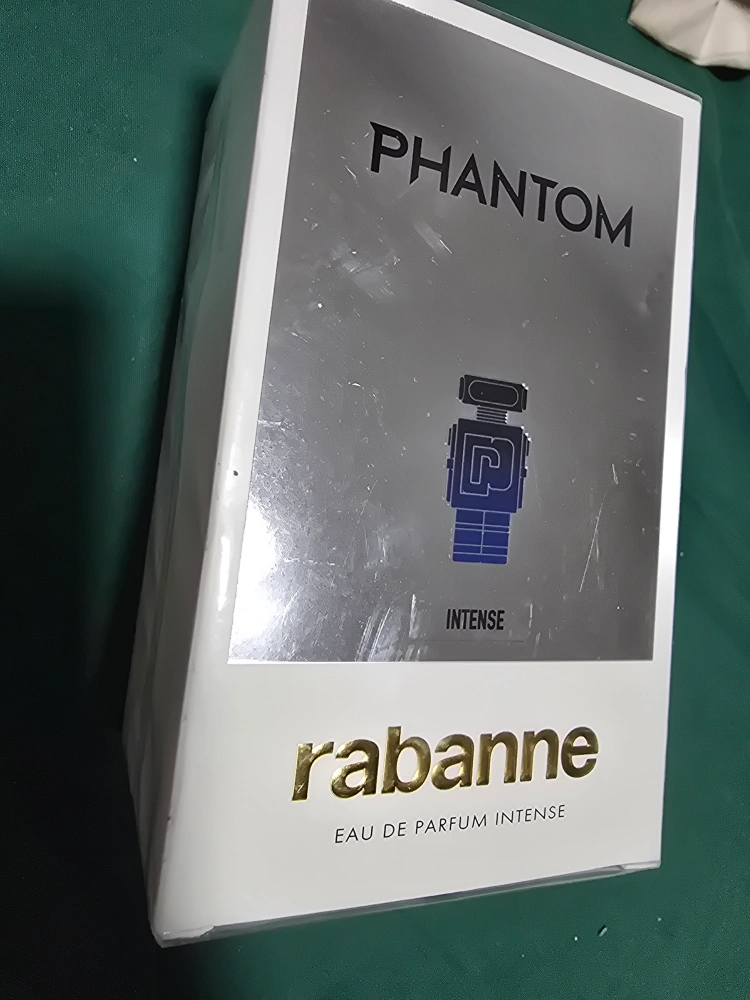 PHANTOM
INTENSE
rabanne
EAU DE PARFUM INTENSE